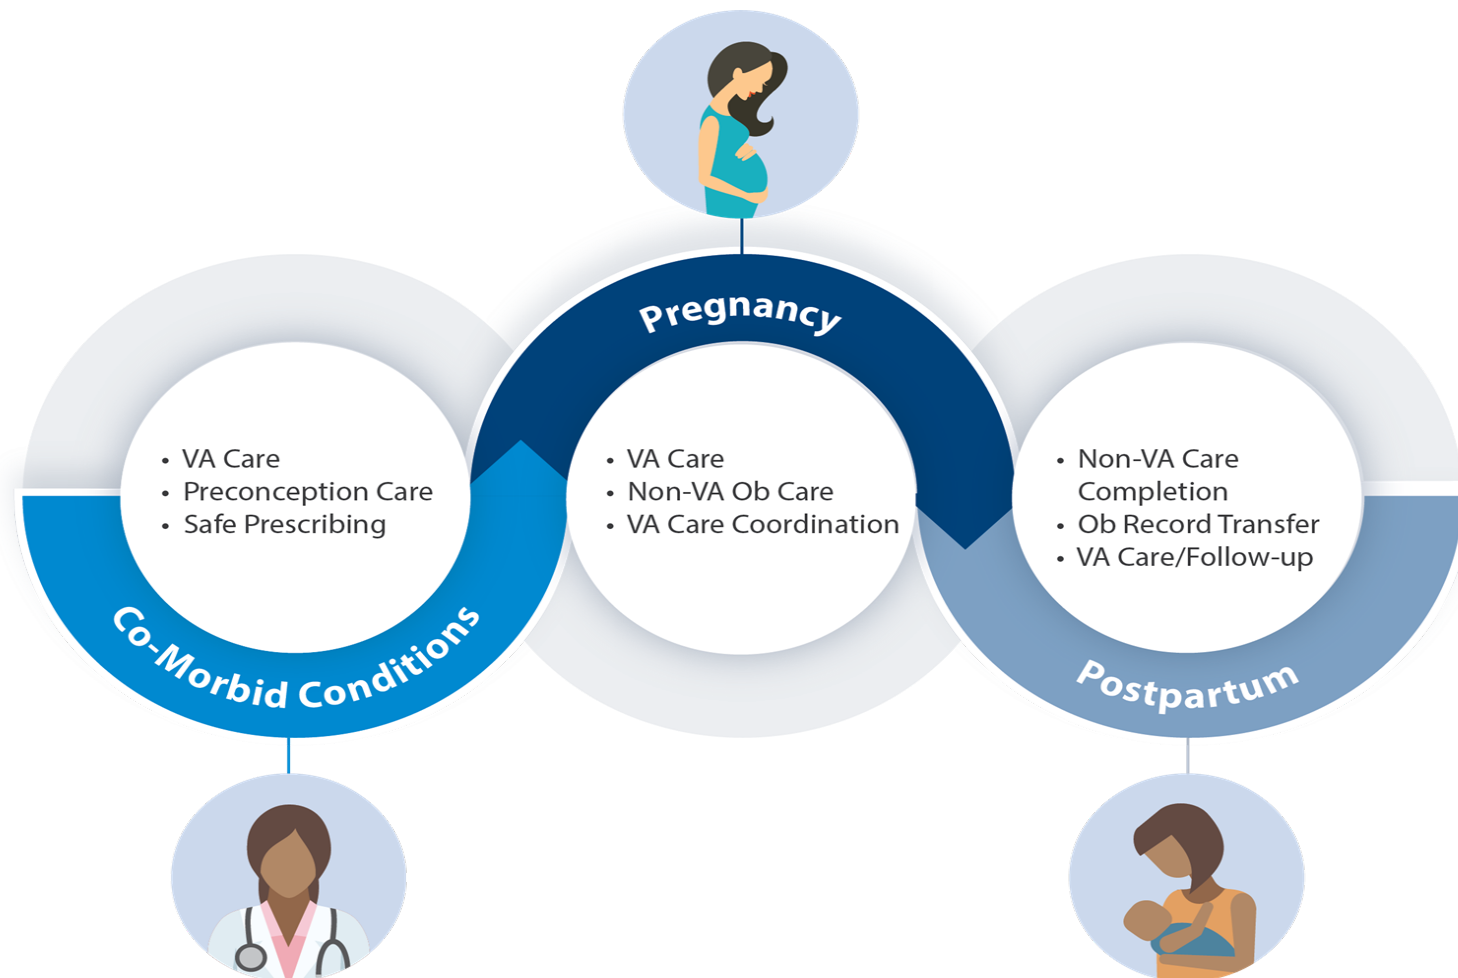 Pregnancy
• VA Care
• Preconception Care
• Safe Prescribing
Co-Morbid Conditions
• VA Care
• Non-VA Ob Care
• VA Care Coordination
• Non-VA Care
Completion
• Ob Record Transfer
• VA Care/Follow-up
Postpartum